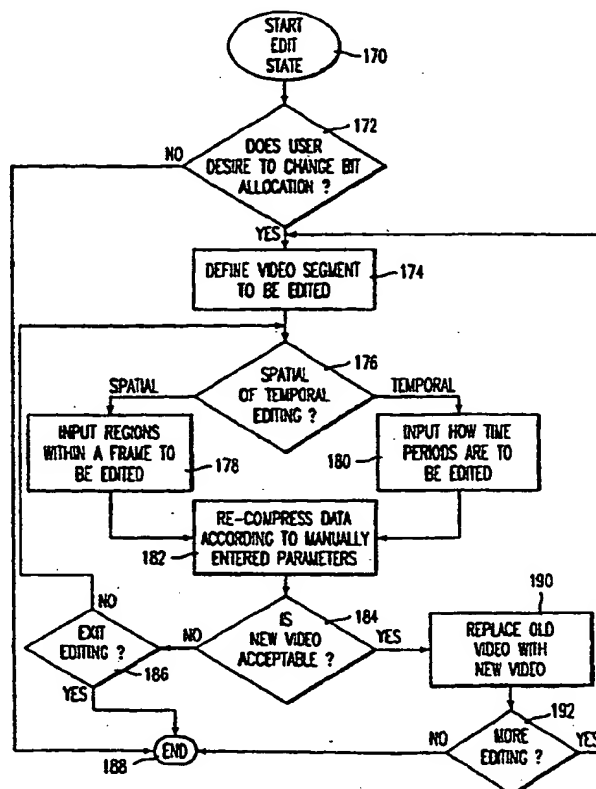 START
EDIT
STATE
170
172
DOES USER
DESIRE TO CHANGE BIT
ALLOCATION ?
NO
YES
DEFINE VIDEO SEGMENT
TO BE EDITED
174
176
SPATIAL
OF TEMPORAL
EDITING ?
SPATIAL
TEMPORAL
INPUT REGIONS
WITHIN A FRAME TO
BE EDITED
178
INPUT HOW TIME
PERIODS ARE TO
BE EDITED
180
RE-COMPRESS DATA
ACCORDING TO MANUALLY
ENTERED PARAMETERS
182
IS
NEW VIDEO
ACCEPTABLE ?
184
NO
YES
190
REPLACE OLD
VIDEO WITH
NEW VIDEO
NO
EXIT
EDITING ?
186
YES
192
MORE
EDITING ?
NO
YES
END
188